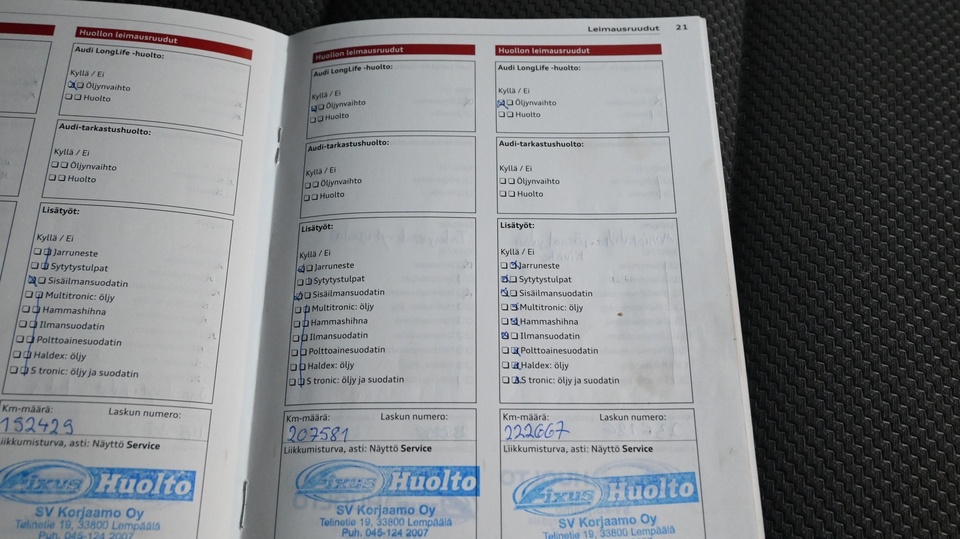 Leimausruudut 21
Huollon leimausruudut
Audi LongLife -huolto:
Kyllä / Ei
Öljynvaihto
Huolto
Audi-tarkastushuolto:
Kyllä / Ei
Öljynvaihto
Huolto
Lisätyöt:
Kyllä / Ei
Jarruneste
Sytytystulpat
Sisäilmansuodatin
Multitronic: öljy
Hammashihna
Ilmansuodatin
Polttoainesuodatin
Haldex: öljy
S tronic: öljy ja suodatin
Km-määrä: Laskun numero:
192429
Liikkumisturva, asti: Näyttö Service
Fixus Huolto
SV Korjaamo Oy
Telinetie 19, 33800 Lempäälä
Puh. 045-124 2007
Huollon leimausruudut
Audi LongLife -huolto:
Kyllä / Ei
Öljynvaihto
Huolto
Audi-tarkastushuolto:
Kyllä / Ei
Öljynvaihto
Huolto
Lisätyöt:
Kyllä / Ei
Jarruneste
Sytytystulpat
Sisäilmansuodatin
Multitronic: öljy
Hammashihna
Ilmansuodatin
Polttoainesuodatin
Haldex: öljy
S tronic: öljy ja suodatin
Km-määrä: Laskun numero:
207581
Liikkumisturva, asti: Näyttö Service
Fixus Huolto
SV Korjaamo Oy
Telinetie 19, 33800 Lempäälä
Puh. 045-124 2007
Huollon leimausruudut
Audi LongLife -huolto:
Kyllä / Ei
Öljynvaihto
Huolto
Audi-tarkastushuolto:
Kyllä / Ei
Öljynvaihto
Huolto
Lisätyöt:
Kyllä / Ei
Jarruneste
Sytytystulpat
Sisäilmansuodatin
Multitronic: öljy
Hammashihna
Ilmansuodatin
Polttoainesuodatin
Haldex: öljy
S tronic: öljy ja suodatin
Km-määrä: Laskun numero:
222667
Liikkumisturva, asti: Näyttö Service
Fixus Huolto
SV Korjaamo Oy
Telinetie 19, 33800 Lempäälä